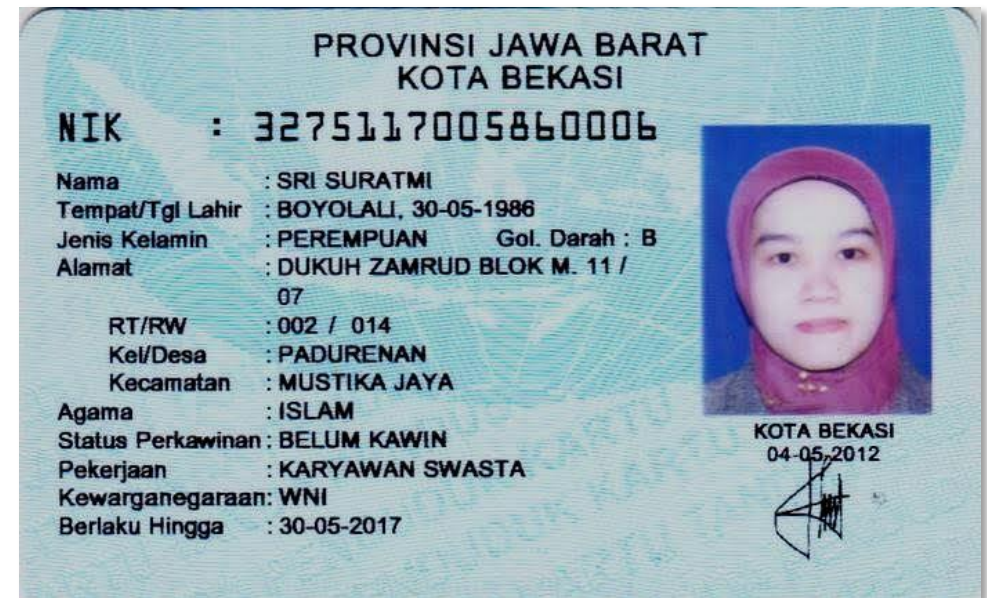 PROVINSI JAWA BARAT
KOTA BEKASI
NIK : 3275117005860006
Nama : SRI SURATMI
Tempat/Tgl Lahir : BOYOLALI, 30-05-1986
Jenis Kelamin : PEREMPUAN Gol. Darah : B
Alamat : DUKUH ZAMRUD BLOK M. 11 /
07
RT/RW : 002 / 014
Kel/Desa : PADURENAN
Kecamatan : MUSTIKA JAYA
Agama : ISLAM
Status Perkawinan : BELUM KAWIN
Pekerjaan : KARYAWAN SWASTA
Kewarganegaraan: WNI
Berlaku Hingga : 30-05-2017
KOTA BEKASI
04-05-2012